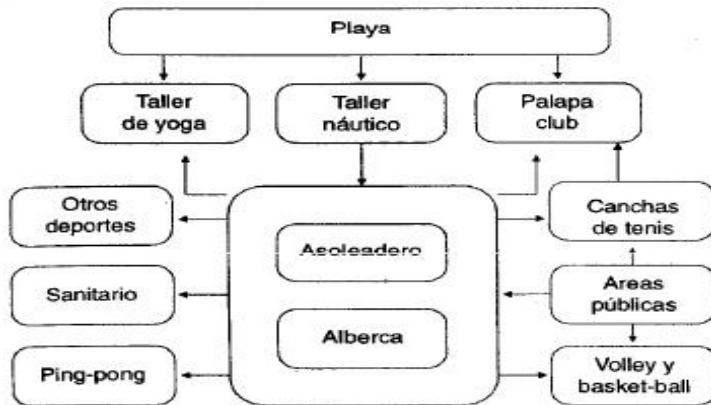 Playa
Taller
de yoga
Taller
náutico
Palapa
club
Otros
deportes
Asoleadero
Canchas
de tenis
Sanitario
Alberca
Areas
públicas
Ping-pong
Volley y
basket-ball